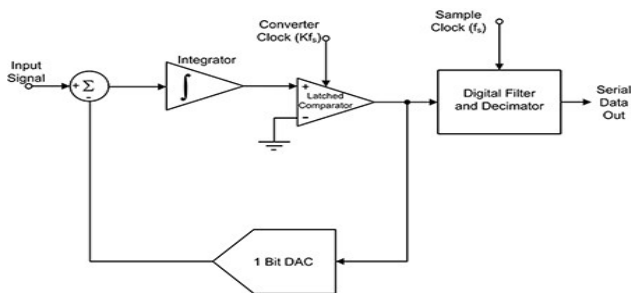 Converter
Clock (Kfs)
Sample
Clock (fs)
Input
Signal
Integrator
+
Σ
-
∫
+
Latched
Comparator
-
Digital Filter
and Decimator
Serial
Data
Out
1 Bit DAC